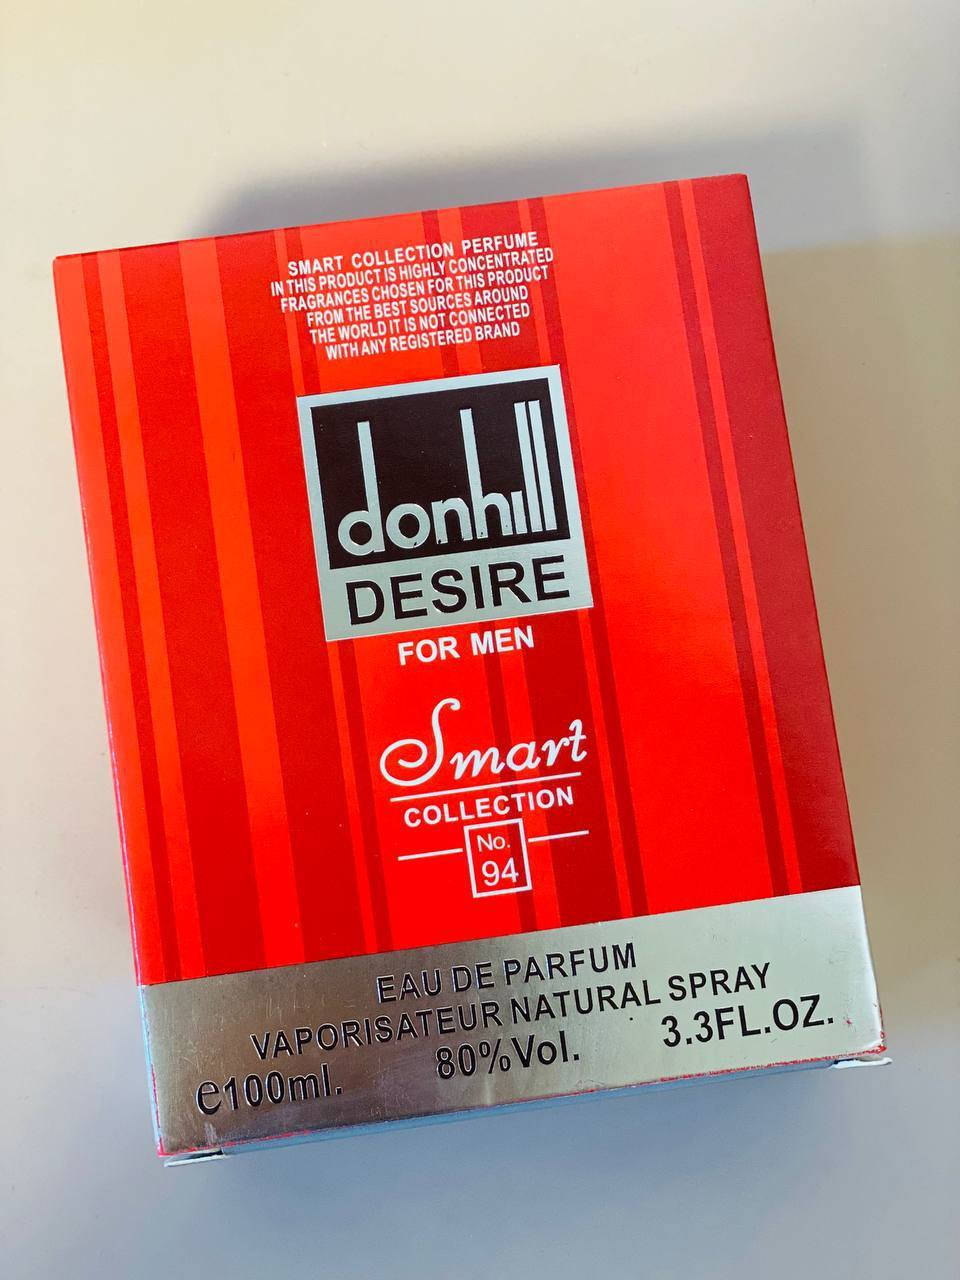 SMART COLLECTION PERFUME
IN THIS PRODUCT IS HIGHLY CONCENTRATED
FRAGRANCES CHOSEN FOR THIS PRODUCT
FROM THE BEST SOURCES AROUND
THE WORLD IT IS NOT CONNECTED
WITH ANY REGISTERED BRAND
donhill
DESIRE
FOR MEN
Smart
COLLECTION
No.
94
EAU DE PARFUM
VAPORISATEUR NATURAL SPRAY
e100ml. 80%Vol. 3.3FL.OZ.